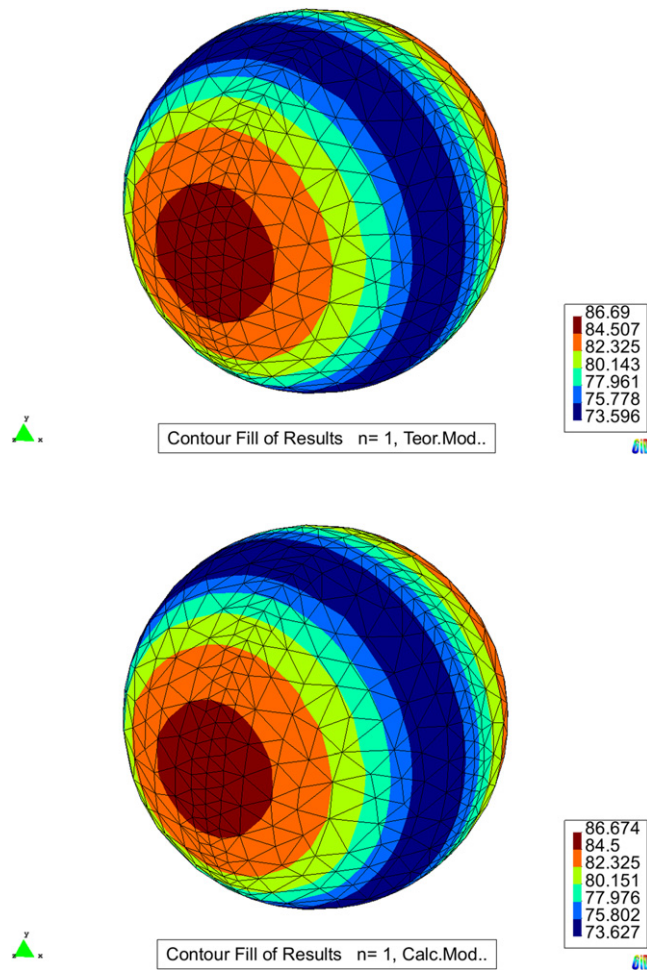 86.69
84.507
82.325
80.143
77.961
75.778
73.596
y
z x
Contour Fill of Results n= 1, Teor.Mod..
86.674
84.5
82.325
80.151
77.976
75.802
73.627
y
z x
Contour Fill of Results n= 1, Calc.Mod..